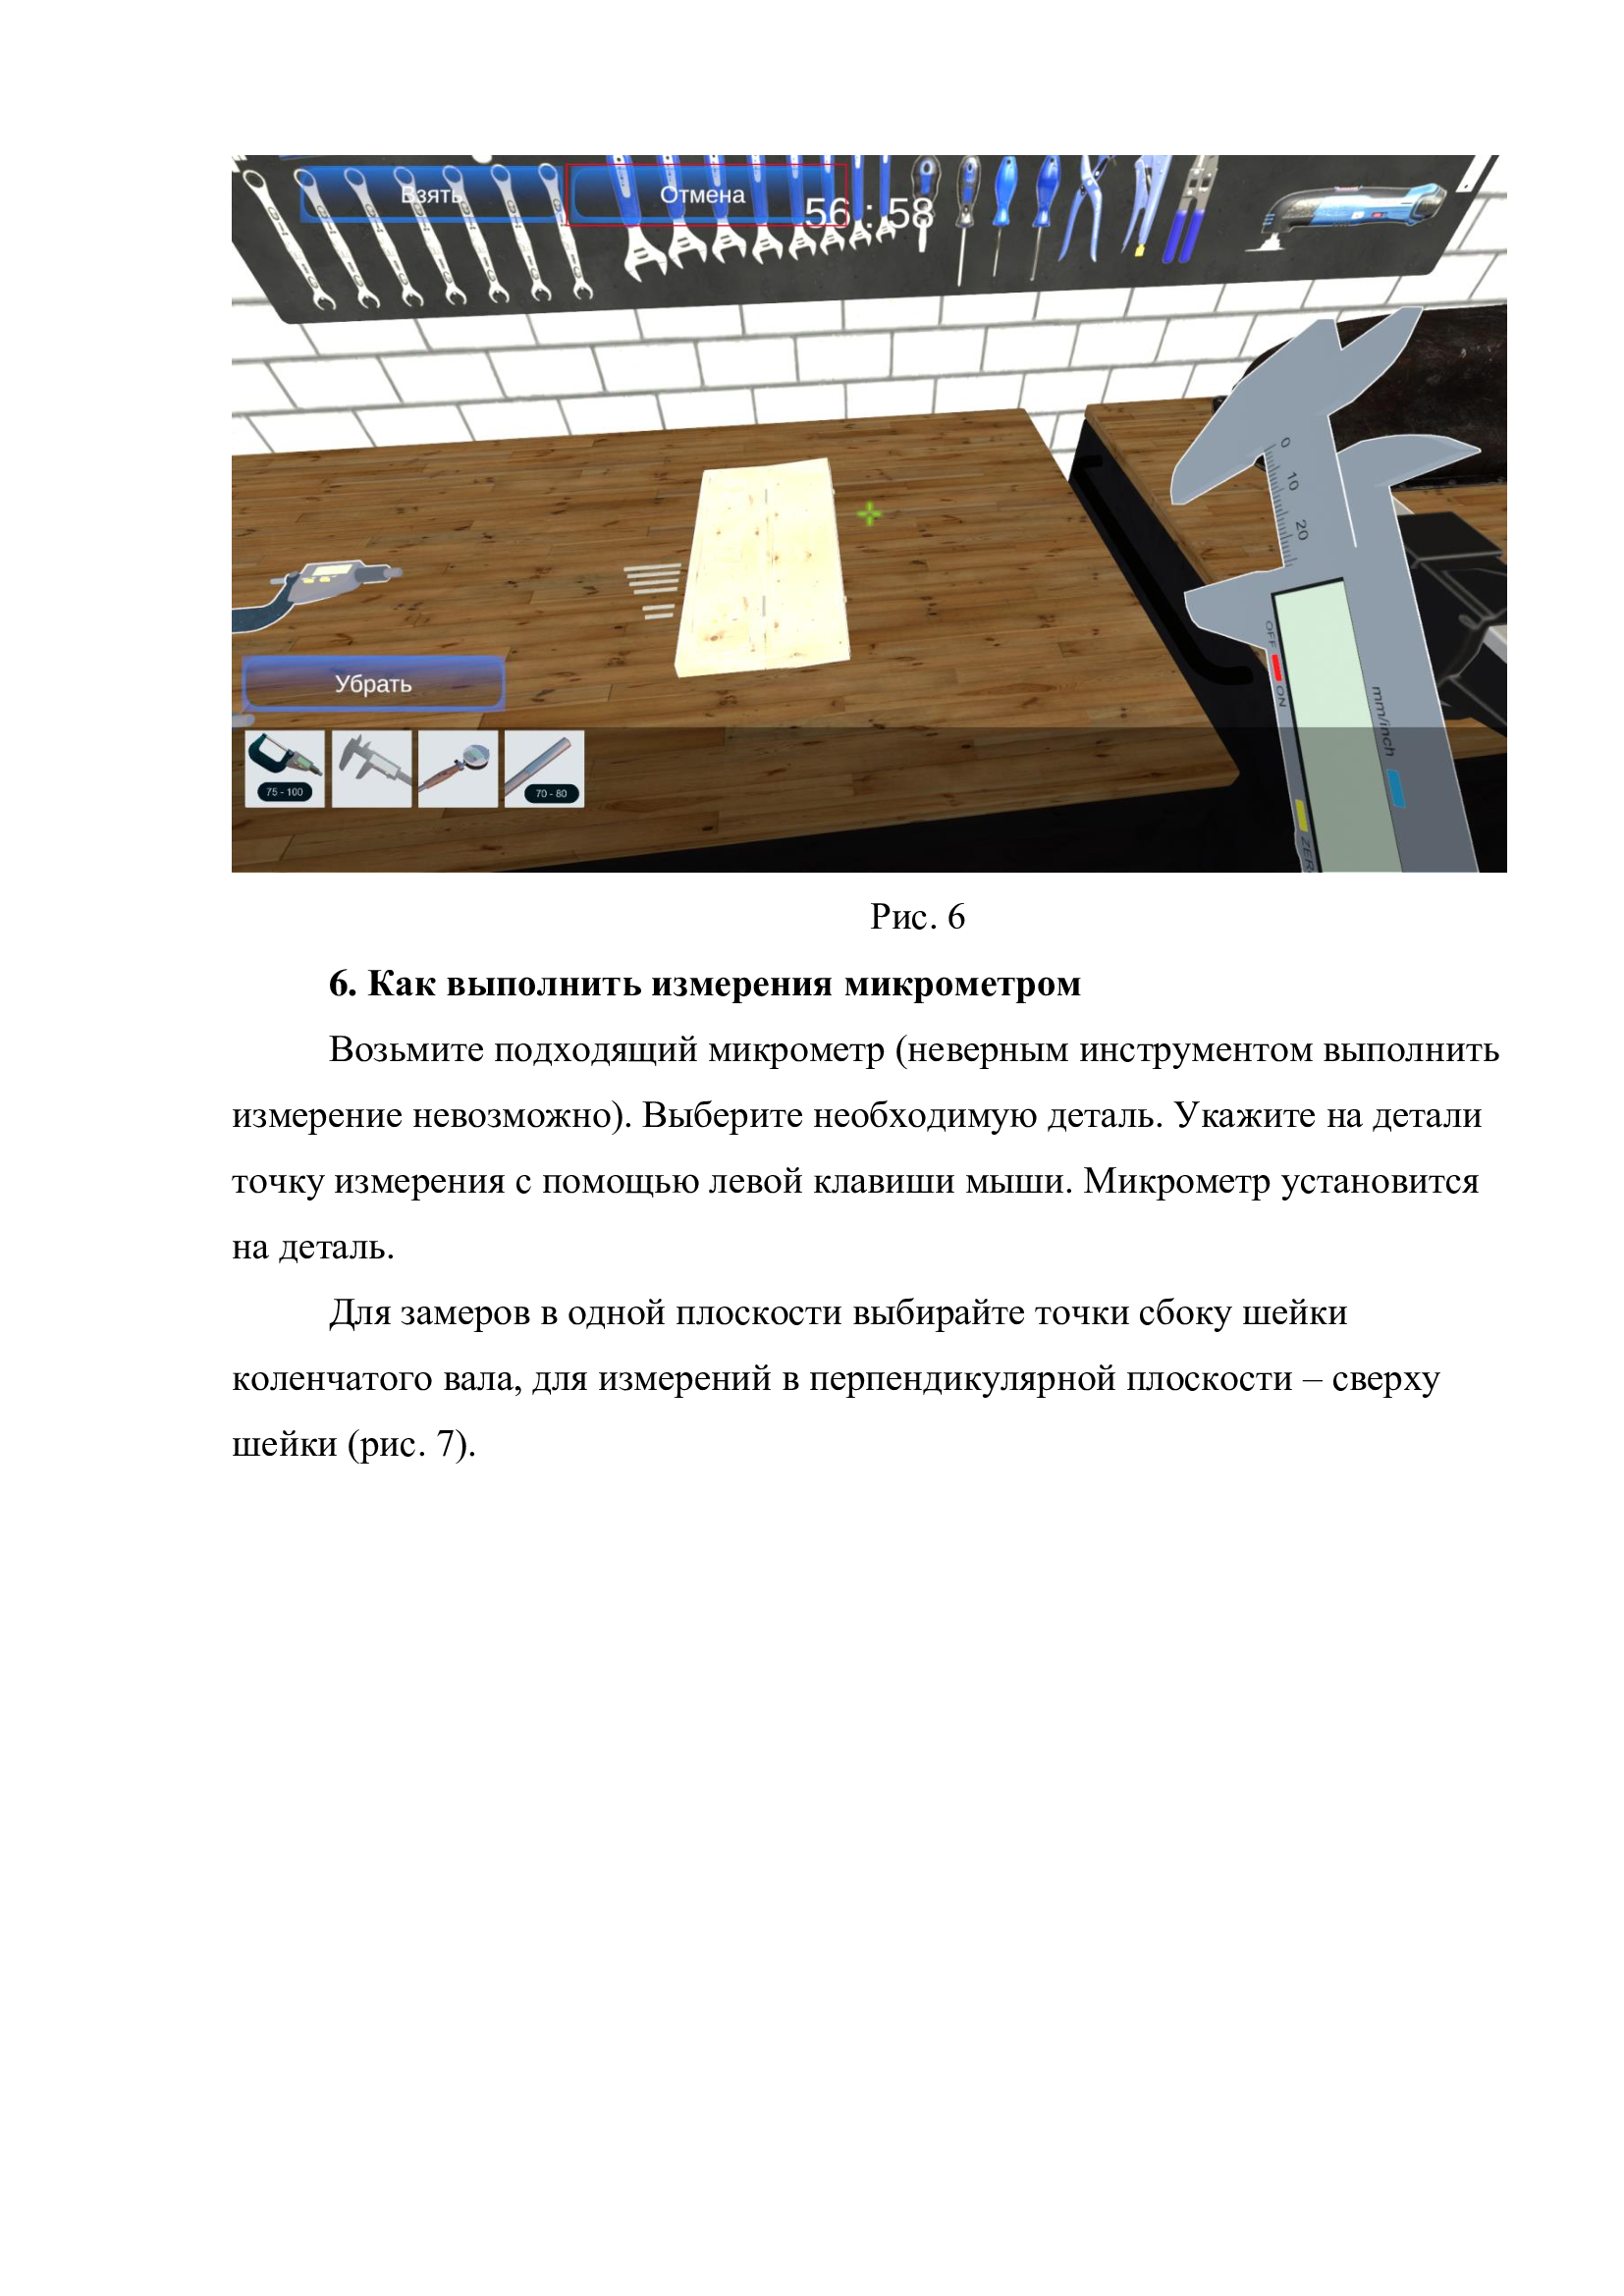 Взять
Отмена
56 : 58
0
10
20
OFF
ON
mm/inch
Убрать
75 - 100
70 - 80
Рис. 6
6. Как выполнить измерения микрометром
Возьмите подходящий микрометр (неверным инструментом выполнить
измерение невозможно). Выберите необходимую деталь. Укажите на детали
точку измерения с помощью левой клавиши мыши. Микрометр установится
на деталь.
Для замеров в одной плоскости выбирайте точки сбоку шейки
коленчатого вала, для измерений в перпендикулярной плоскости – сверху
шейки (рис. 7).